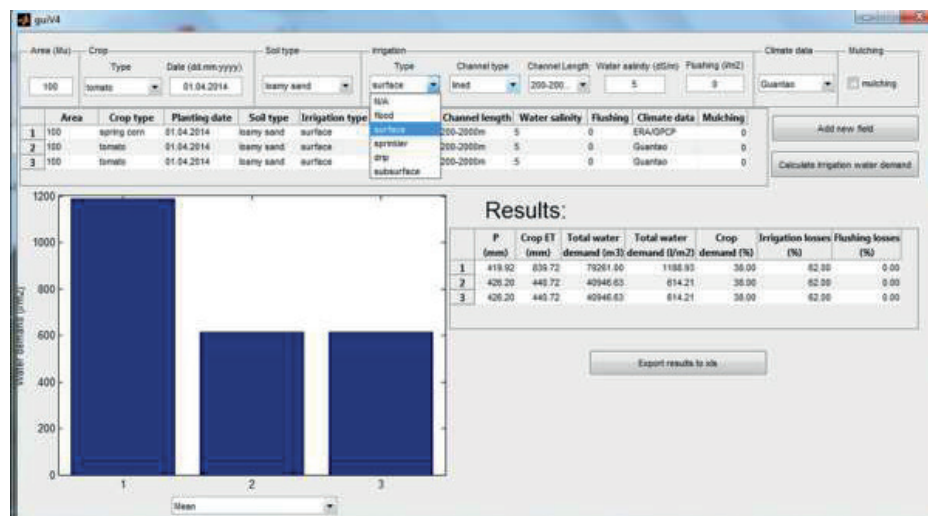 guiV4
Area (Mu) Crop Soil type Irrigation Climate data Mulching
Type Date (dd.mm.yyyy) Type Channel type Channel Length Water salinity (dS/m) Flushing (l/m2)
100 tomato 01.04.2014 loamy sand surface lined 200-200... 5 0 Guantao mulching
N/A
flood
surface
sprinkler
drip
subsurface
Area Crop type Planting date Soil type Irrigation type Channel length Water salinity Flushing Climate data Mulching
1 100 spring corn 01.04.2014 loamy sand surface 200-2000m 5 0 ERA/GPCP 0
2 100 tomato 01.04.2014 loamy sand surface 200-2000m 5 0 Guantao 0
3 100 tomato 01.04.2014 loamy sand surface 200-2000m 5 0 Guantao 0
Add new field
Calculate irrigation water demand
Water demand (l/m2)
1200
1000
800
600
400
200
0
1 2 3
Mean
Results:
P (mm) Crop ET (mm) Total water demand (m3) Total water demand (l/m2) Crop demand (%) Irrigation losses (%) Flushing losses (%)
1 419.92 839.72 79261.80 1188.93 38.00 62.00 0.00
2 426.20 440.72 40946.63 614.21 38.00 62.00 0.00
3 426.20 440.72 40946.63 614.21 38.00 62.00 0.00
Export results to xls